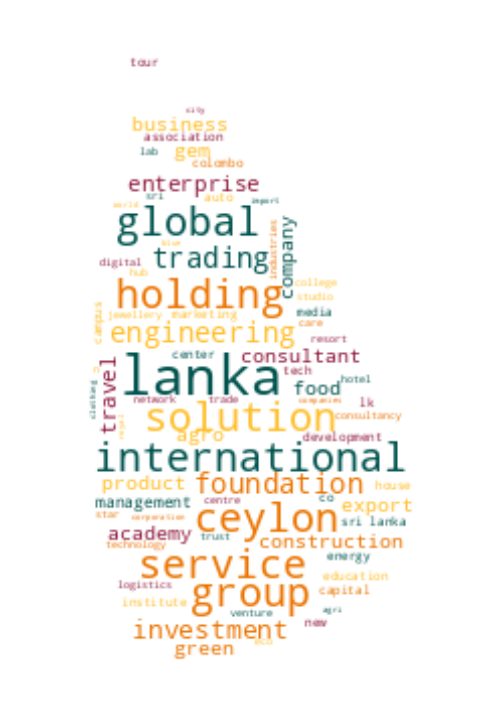 tour
city
business
association
lab
gem
colombo
enterprise
sri
auto
import
world
global
company
industries
blue
trading
digital
hub
holding
college
studio
campus
jewellery
marketing
media
care
engineering
resort
center
consultant
travel
lanka
tech
food
hotel
clothing
network
trade
companies
lk
solution
consultancy
agro
development
international
product
foundation
house
management
centre
co
export
star
corporation
ceylon
sri lanka
academy
trust
construction
technology
service
energy
education
logistics
group
capital
institute
venture
agri
new
investment
eco
green